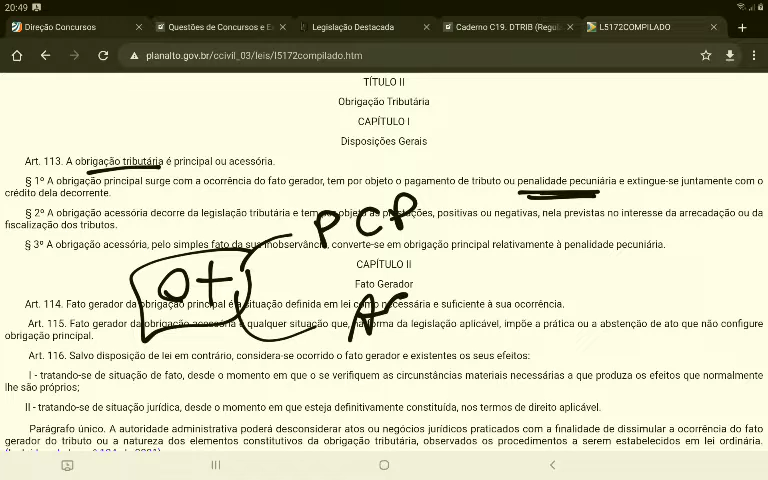 20:49
Direção Concursos
Questões de Concursos e E
Legislação Destacada
Caderno C19. DTRIB (Regul
L5172COMPILADO
planalto.gov.br/ccivil_03/leis/l5172compilado.htm
TÍTULO II
Obrigação Tributária
CAPÍTULO I
Disposições Gerais
Art. 113. A obrigação tributária é principal ou acessória.
§ 1º A obrigação principal surge com a ocorrência do fato gerador, tem por objeto o pagamento de tributo ou penalidade pecuniária e extingue-se juntamente com o
crédito dela decorrente.
§ 2º A obrigação acessória decorre da legislação tributária e tem por objeto as prestações, positivas ou negativas, nela previstas no interesse da arrecadação ou da
fiscalização dos tributos.
PCP
§ 3º A obrigação acessória, pelo simples fato da sua inobservância, converte-se em obrigação principal relativamente à penalidade pecuniária.
CAPÍTULO II
Fato Gerador
Ot
Art. 114. Fato gerador da obrigação principal é a situação definida em lei como necessária e suficiente à sua ocorrência.
Art. 115. Fato gerador da obrigação acessória é qualquer situação que, na forma da legislação aplicável, impõe a prática ou a abstenção de ato que não configure
obrigação principal.
Art. 116. Salvo disposição de lei em contrário, considera-se ocorrido o fato gerador e existentes os seus efeitos:
I - tratando-se de situação de fato, desde o momento em que o se verifiquem as circunstâncias materiais necessárias a que produza os efeitos que normalmente
lhe são próprios;
II - tratando-se de situação jurídica, desde o momento em que esteja definitivamente constituída, nos termos de direito aplicável.
Parágrafo único. A autoridade administrativa poderá desconsiderar atos ou negócios jurídicos praticados com a finalidade de dissimular a ocorrência do fato
gerador do tributo ou a natureza dos elementos constitutivos da obrigação tributária, observados os procedimentos a serem estabelecidos em lei ordinária.